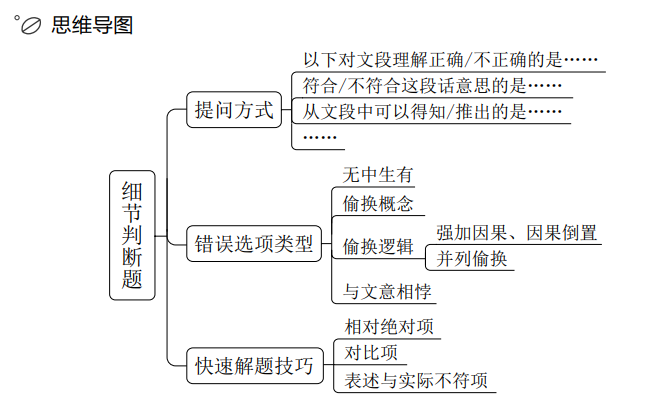 思维导图
细节判断题
提问方式
以下对文段理解正确/不正确的是……
符合/不符合这段话意思的是……
从文段中可以得知/推出的是……
……
错误选项类型
无中生有
偷换概念
偷换逻辑
强加因果、因果倒置
并列偷换
与文意相悖
快速解题技巧
相对绝对项
对比项
表述与实际不符项